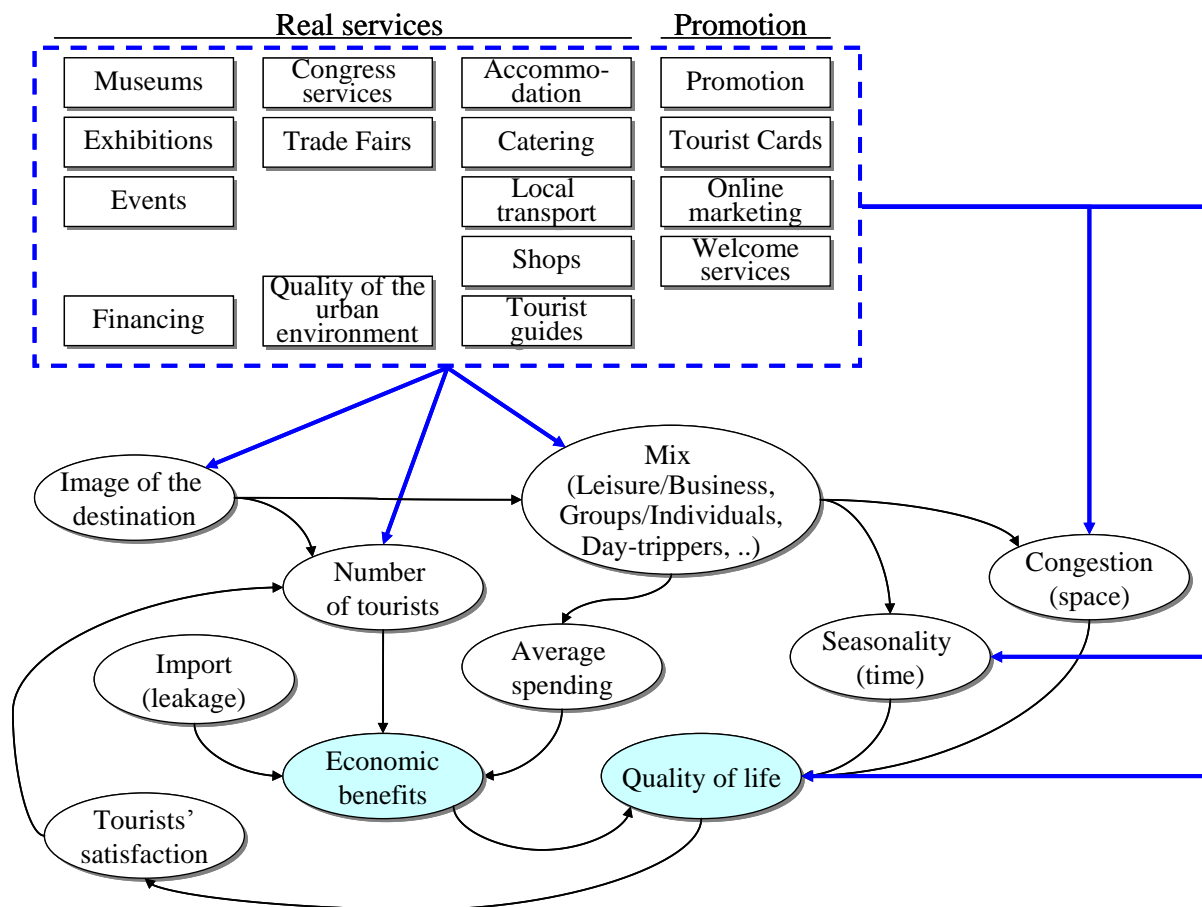 Real services
Promotion
Museums
Congress
services
Accommo-
dation
Promotion
Exhibitions
Trade Fairs
Catering
Tourist Cards
Events
Local
transport
Online
marketing
Shops
Welcome
services
Financing
Quality of the
urban
environment
Tourist
guides
Image of the
destination
Mix
(Leisure/Business,
Groups/Individuals,
Day-trippers, ..)
Number
of tourists
Congestion
(space)
Import
(leakage)
Average
spending
Seasonality
(time)
Economic
benefits
Quality of life
Tourists’
satisfaction